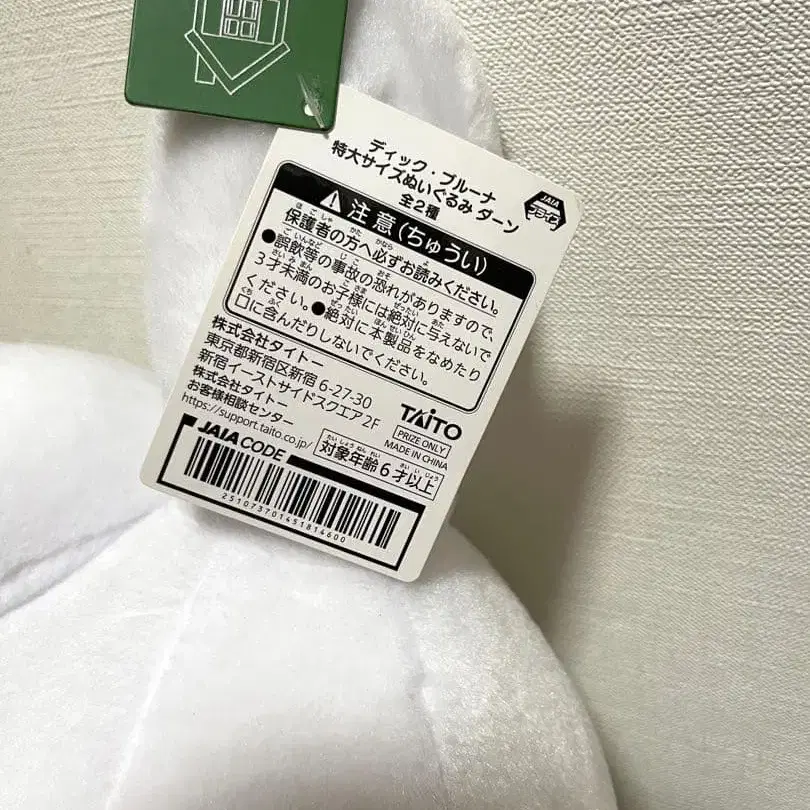 ディック・ブルーナ
特大サイズぬいぐるみ ダーン
全2種
JAIA
プライズ
注意(ちゅうい)
保護者の方へ必ずお読みください。
●誤飲等の事故の恐れがありますので、
3才未満のお子様には絶対に与えないで
ください。●絶対に本製品をなめたり
口に含んだりしないでください。
株式会社タイトー
東京都新宿区新宿 6-27-30
新宿イーストサイドスクエア2F
株式会社タイトー
お客様相談センター
https://support.taito.co.jp/
TAITO
PRIZE ONLY
MADE IN CHINA
対象年齢6才以上
JAIA CODE
251073701451814600